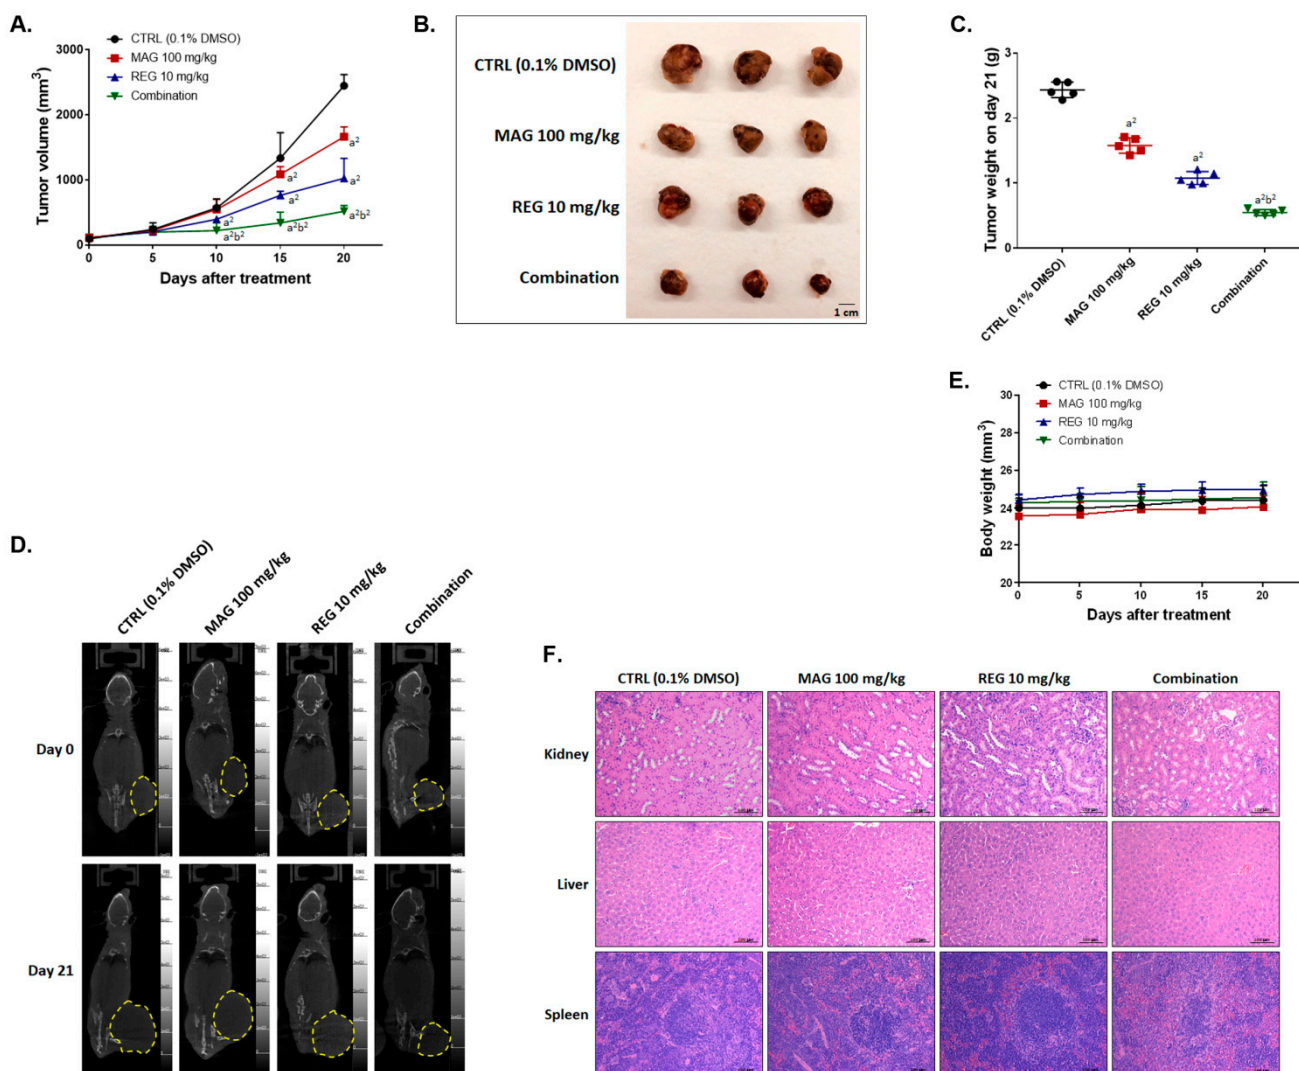 A.
CTRL (0.1% DMSO)
MAG 100 mg/kg
REG 10 mg/kg
Combination
Tumor volume (mm³)
3000
2000
1000
0
a²
a²
a²b²
a²
a²
a²b²
a²
a²
a²b²
0 5 10 15 20
Days after treatment
B.
CTRL (0.1% DMSO)
MAG 100 mg/kg
REG 10 mg/kg
Combination
1 cm
C.
Tumor weight on day 21 (g)
3
2
1
0
a²
a²
a²b²
CTRL (0.1% DMSO)
MAG 100 mg/kg
REG 10 mg/kg
Combination
D.
CTRL (0.1% DMSO)
MAG 100 mg/kg
REG 10 mg/kg
Combination
Day 0
Day 21
E.
CTRL (0.1% DMSO)
MAG 100 mg/kg
REG 10 mg/kg
Combination
Body weight (mm³)
30
28
26
24
22
20
0 5 10 15 20
Days after treatment
F.
CTRL (0.1% DMSO) MAG 100 mg/kg REG 10 mg/kg Combination
Kidney
Liver
Spleen